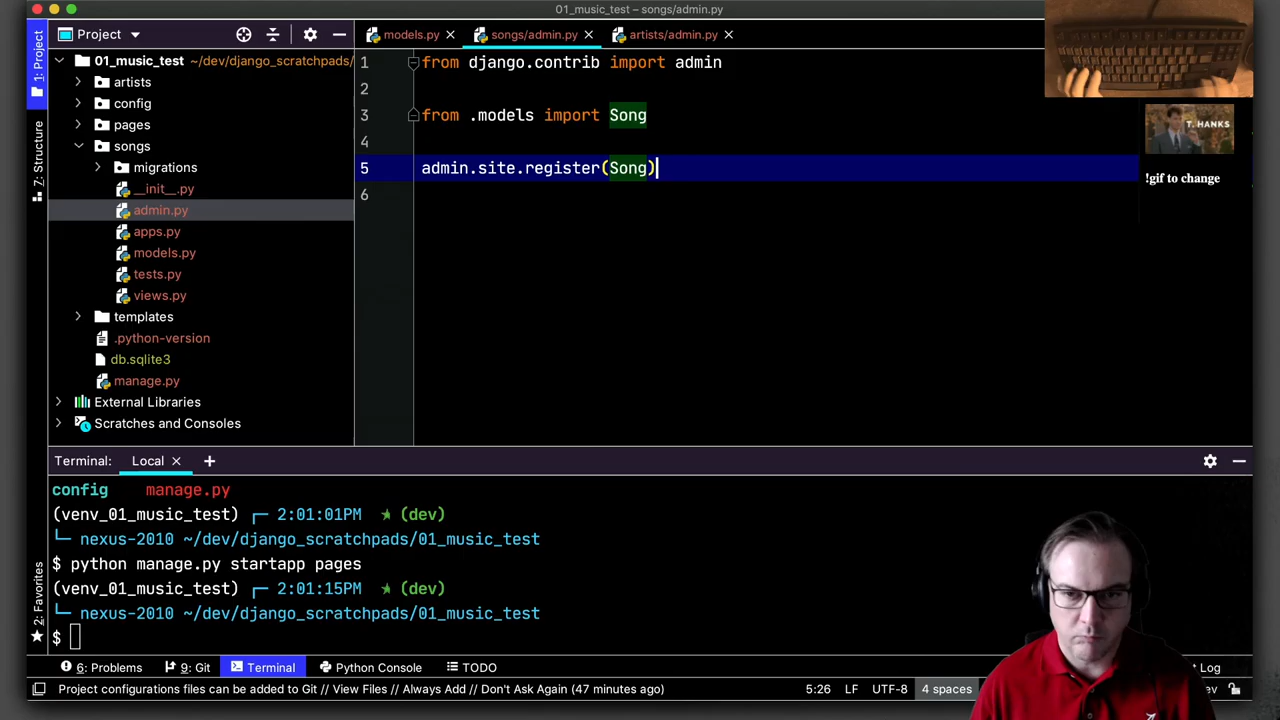 01_music_test – songs/admin.py
Project
models.py
songs/admin.py
artists/admin.py
1: Project
7: Structure
2: Favorites
01_music_test ~/dev/django_scratchpads/
artists
config
pages
songs
migrations
__init__.py
admin.py
apps.py
models.py
tests.py
views.py
templates
.python-version
db.sqlite3
manage.py
External Libraries
Scratches and Consoles
1 from django.contrib import admin
2
3 from .models import Song
4
5 admin.site.register(Song)
6
T. HANKS
!gif to change
Terminal: Local +
config manage.py
(venv_01_music_test) ┌─ 2:01:01PM ★ (dev)
└─ nexus-2010 ~/dev/django_scratchpads/01_music_test
$ python manage.py startapp pages
(venv_01_music_test) ┌─ 2:01:15PM ★ (dev)
└─ nexus-2010 ~/dev/django_scratchpads/01_music_test
$
6: Problems 9: Git Terminal Python Console TODO Log
Project configurations files can be added to Git // View Files // Always Add // Don't Ask Again (47 minutes ago) 5:26 LF UTF-8 4 spaces